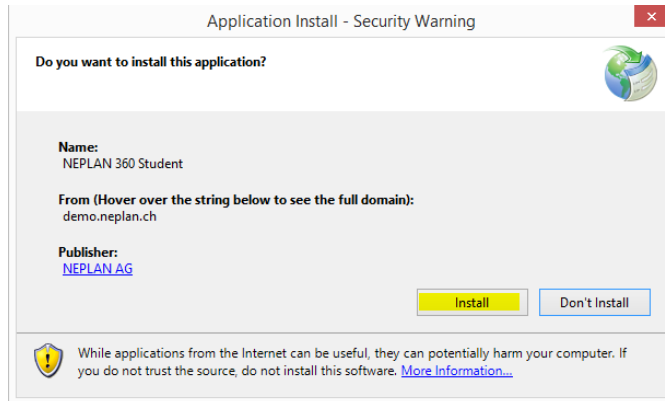 Application Install - Security Warning
Do you want to install this application?
Name:
NEPLAN 360 Student
From (Hover over the string below to see the full domain):
demo.neplan.ch
Publisher:
NEPLAN AG
Install
Don't Install
While applications from the Internet can be useful, they can potentially harm your computer. If
you do not trust the source, do not install this software. More Information...